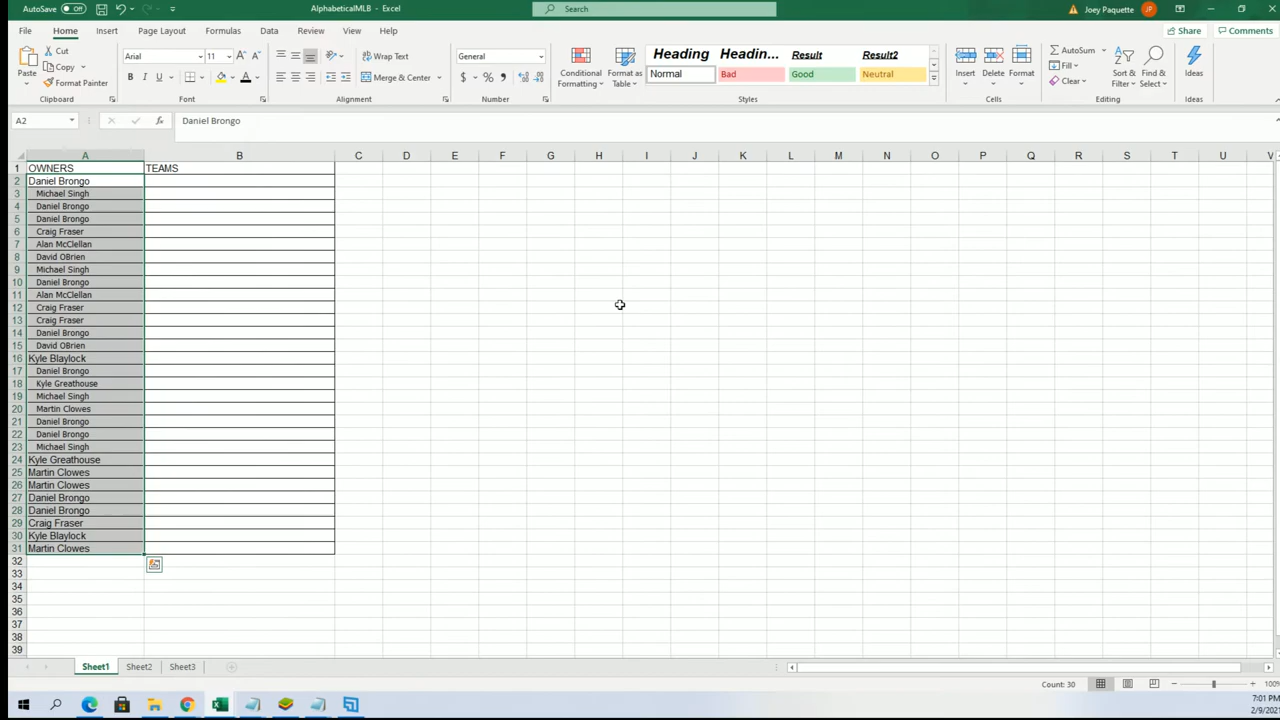 AutoSave Off AlphabeticalMLB - Excel Search Joey Paquette JP
File Home Insert Page Layout Formulas Data Review View Help Share Comments
Paste Cut Copy Format Painter Clipboard
Arial 11 B I U A Font
Wrap Text Merge & Center Alignment
General $ % Number
Conditional Formatting Format as Table
Heading Headin... Result Result2
Normal Bad Good Neutral Styles
Insert Delete Format Cells
AutoSum Fill Clear Sort & Filter Find & Select Editing
Ideas Ideas
A2 fx Daniel Brongo
A B C D E F G H I J K L M N O P Q R S T U V
1 OWNERS TEAMS
2 Daniel Brongo
3 Michael Singh
4 Daniel Brongo
5 Daniel Brongo
6 Craig Fraser
7 Alan McClellan
8 David OBrien
9 Michael Singh
10 Daniel Brongo
11 Alan McClellan
12 Craig Fraser
13 Craig Fraser
14 Daniel Brongo
15 David OBrien
16 Kyle Blaylock
17 Daniel Brongo
18 Kyle Greathouse
19 Michael Singh
20 Martin Clowes
21 Daniel Brongo
22 Daniel Brongo
23 Michael Singh
24 Kyle Greathouse
25 Martin Clowes
26 Martin Clowes
27 Daniel Brongo
28 Daniel Brongo
29 Craig Fraser
30 Kyle Blaylock
31 Martin Clowes
32
33
34
35
36
37
38
39
Sheet1 Sheet2 Sheet3
Count: 30 100%
7:01 PM